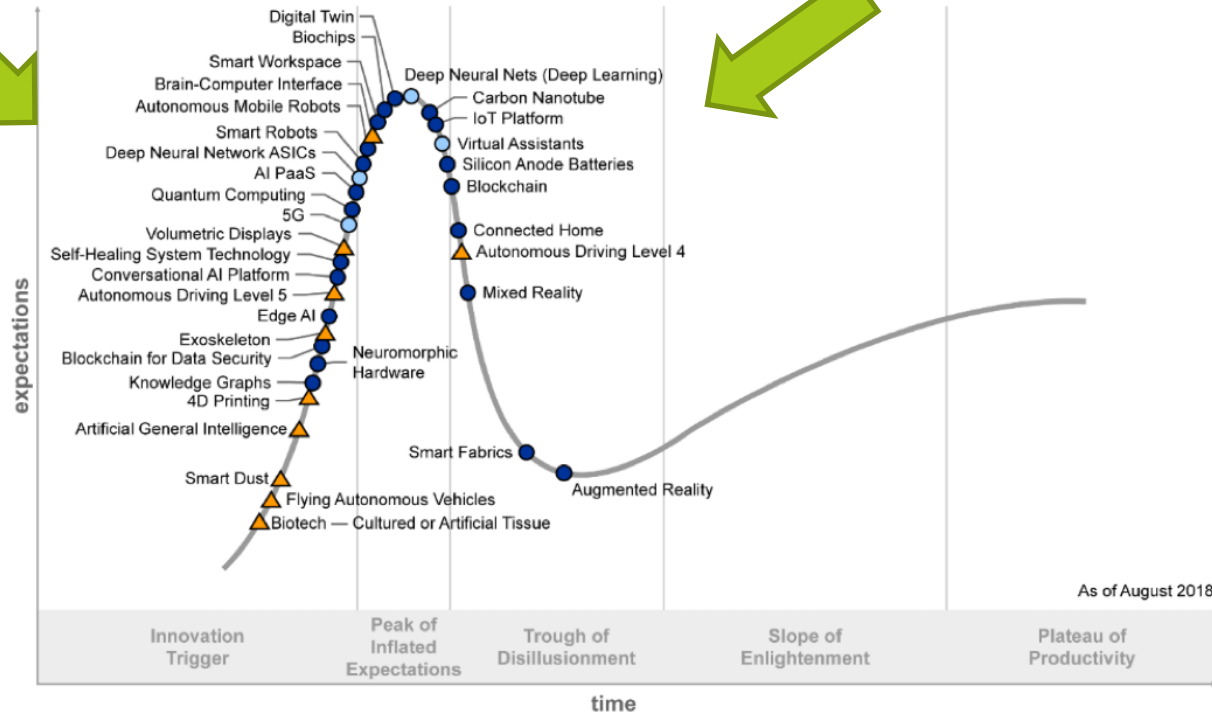 Digital Twin
Biochips
Smart Workspace
Brain-Computer Interface
Autonomous Mobile Robots
Smart Robots
Deep Neural Network ASICs
AI PaaS
Quantum Computing
5G
Volumetric Displays
Self-Healing System Technology
Conversational AI Platform
Autonomous Driving Level 5
Edge AI
Exoskeleton
Blockchain for Data Security
Neuromorphic
Hardware
Knowledge Graphs
4D Printing
Artificial General Intelligence
Smart Dust
Flying Autonomous Vehicles
Biotech — Cultured or Artificial Tissue
Deep Neural Nets (Deep Learning)
Carbon Nanotube
IoT Platform
Virtual Assistants
Silicon Anode Batteries
Blockchain
Connected Home
Autonomous Driving Level 4
Mixed Reality
Smart Fabrics
Augmented Reality
expectations
As of August 2018
Innovation
Trigger
Peak of
Inflated
Expectations
Trough of
Disillusionment
Slope of
Enlightenment
Plateau of
Productivity
time